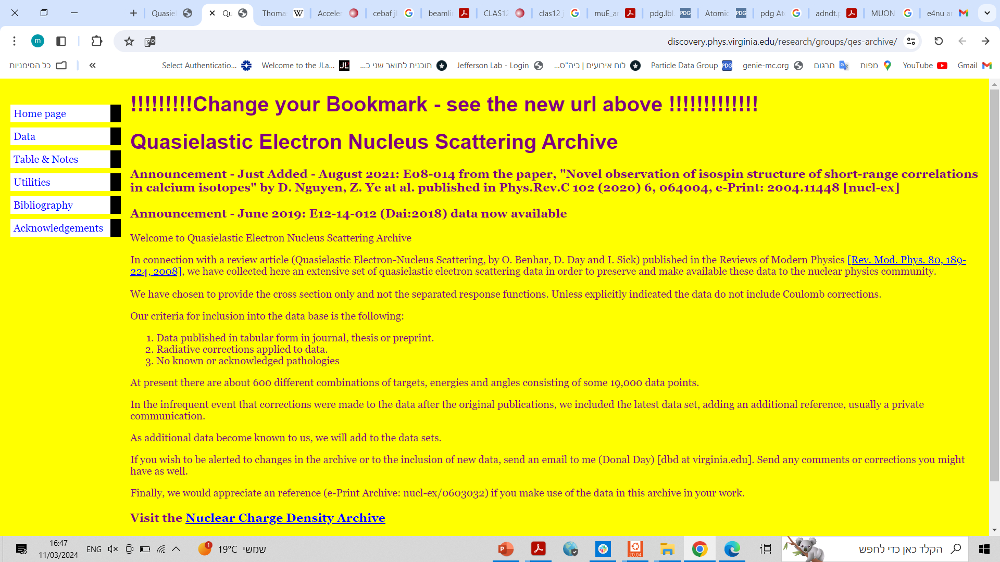 Quasiel
Qu
Thoma
Acceler
cebaf jl
beamli
CLAS12
clas12 j
muE_ar
pdg.lbl
Atomic
pdg At
adndt.p
MUON
e4nu ar
m
discovery.phys.virginia.edu/research/groups/qes-archive/
כל הסימניות
Select Authenticatio...
Welcome to the JLa...
תוכנית לתואר שני ב...
Jefferson Lab - Login
לוח אירועים | ביה"ס...
Particle Data Group
genie-mc.org
תרגום
מפות
YouTube
Gmail
!!!!!!!!!Change your Bookmark - see the new url above !!!!!!!!!!!!!
Home page
Data
Table & Notes
Utilities
Bibliography
Acknowledgements
Quasielastic Electron Nucleus Scattering Archive
Announcement - Just Added - August 2021: E08-014 from the paper, "Novel observation of isospin structure of short-range correlations
in calcium isotopes" by D. Nguyen, Z. Ye at al. published in Phys.Rev.C 102 (2020) 6, 064004, e-Print: 2004.11448 [nucl-ex]
Announcement - June 2019: E12-14-012 (Dai:2018) data now available
Welcome to Quasielastic Electron Nucleus Scattering Archive
In connection with a review article (Quasielastic Electron-Nucleus Scattering, by O. Benhar, D. Day and I. Sick) published in the Reviews of Modern Physics [Rev. Mod. Phys. 80, 189-
224, 2008], we have collected here an extensive set of quasielastic electron scattering data in order to preserve and make available these data to the nuclear physics community.
We have chosen to provide the cross section only and not the separated response functions. Unless explicitly indicated the data do not include Coulomb corrections.
Our criteria for inclusion into the data base is the following:
1. Data published in tabular form in journal, thesis or preprint.
2. Radiative corrections applied to data.
3. No known or acknowledged pathologies
At present there are about 600 different combinations of targets, energies and angles consisting of some 19,000 data points.
In the infrequent event that corrections were made to the data after the original publications, we included the latest data set, adding an additional reference, usually a private
communication.
As additional data become known to us, we will add to the data sets.
If you wish to be alerted to changes in the archive or to the inclusion of new data, send an email to me (Donal Day) [dbd at virginia.edu]. Send any comments or corrections you might
have as well.
Finally, we would appreciate an reference (e-Print Archive: nucl-ex/0603032) if you make use of the data in this archive in your work.
Visit the Nuclear Charge Density Archive
16:47
11/03/2024
ENG
1
19°C שמשי
20.04
הקלד כאן כדי לחפש